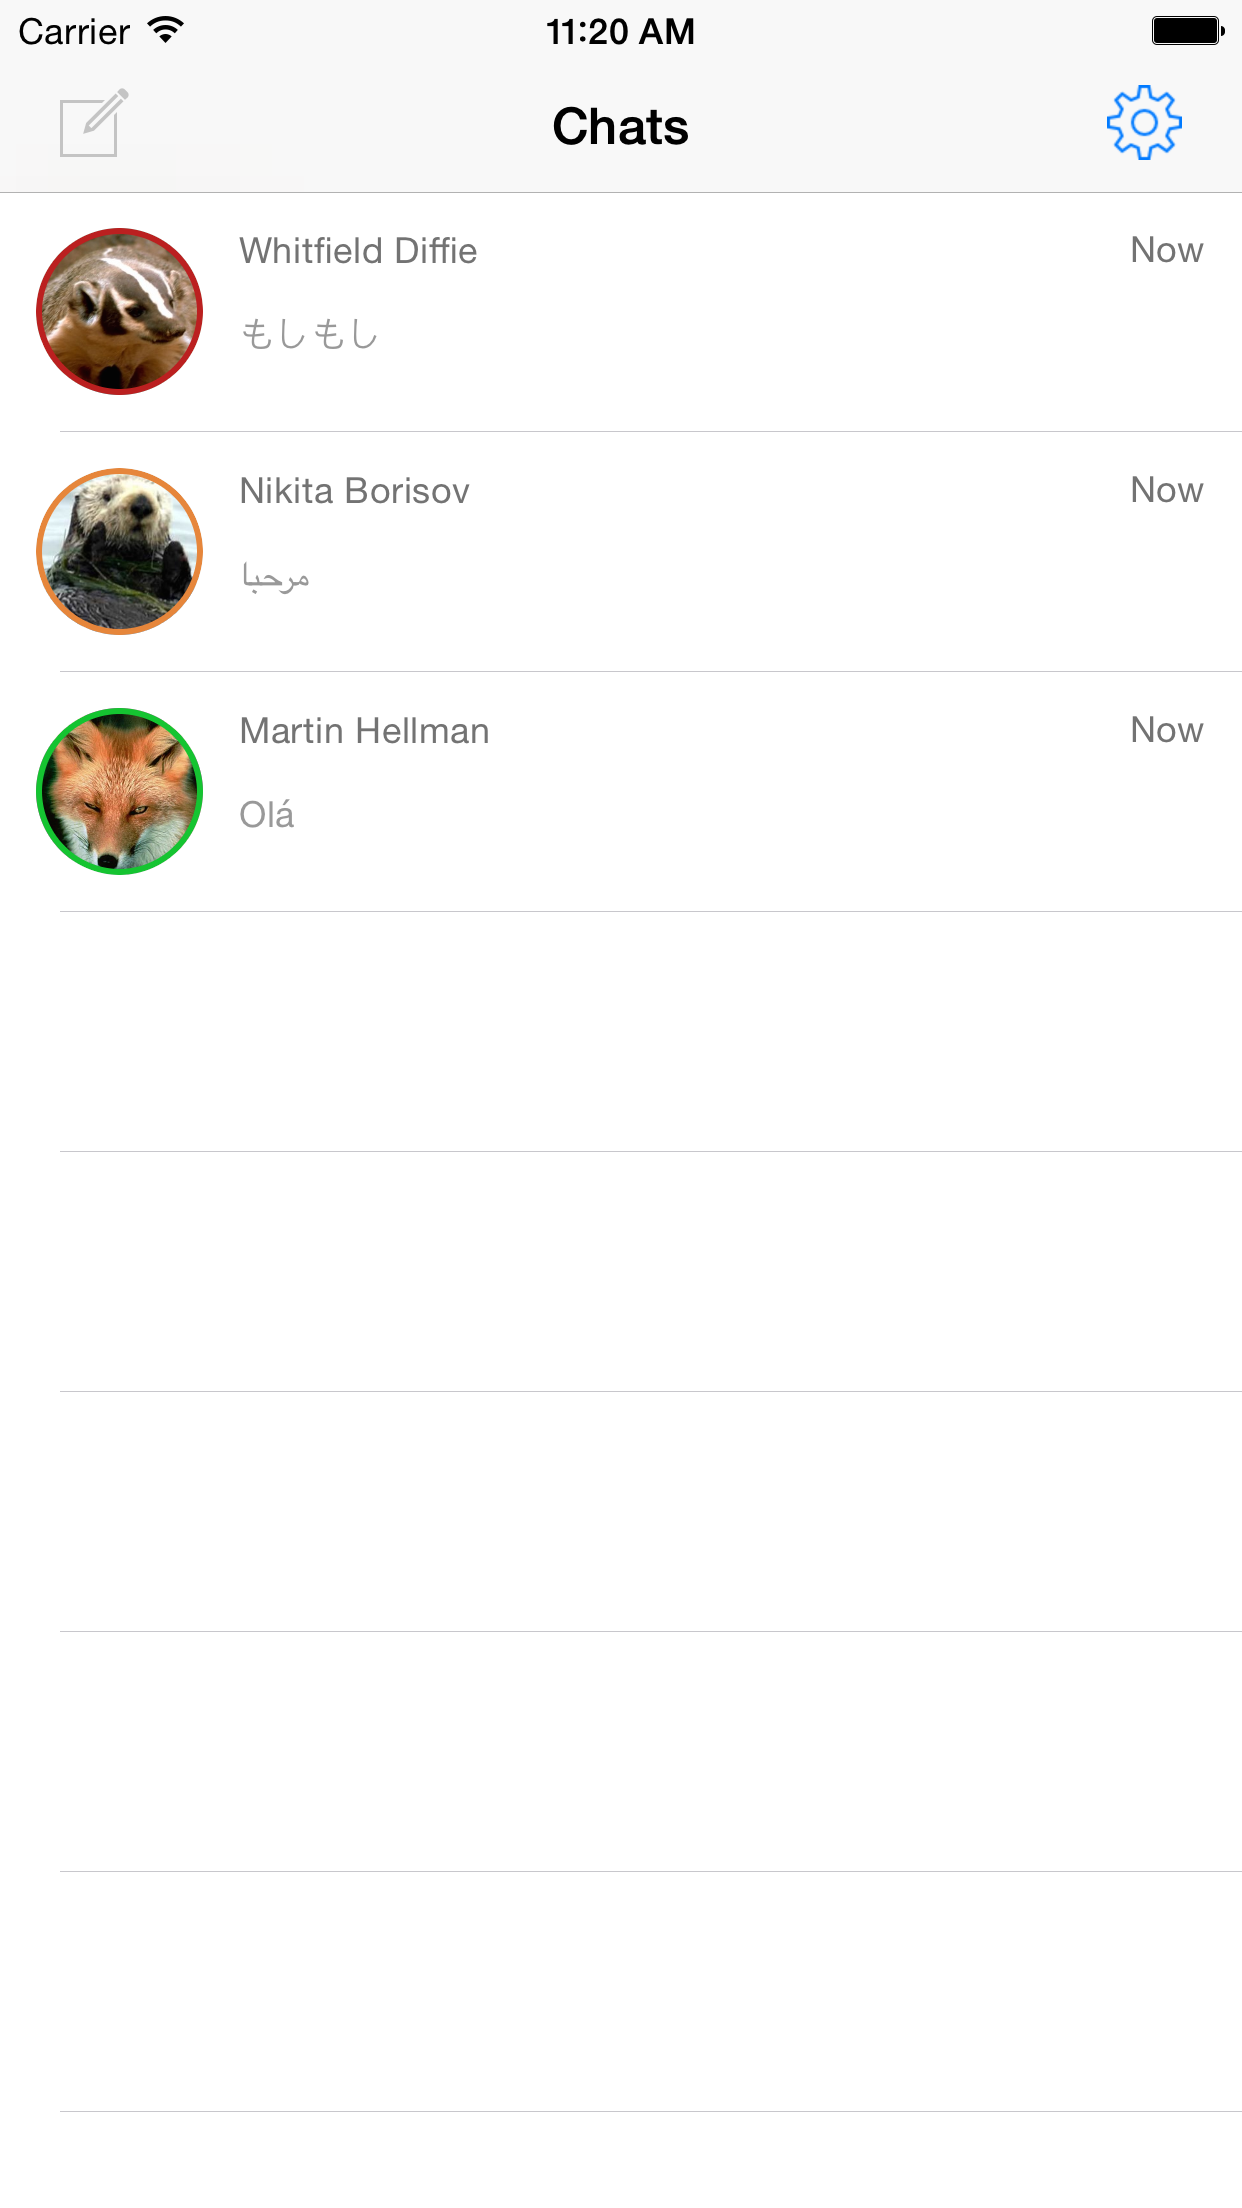 Carrier 11:20 AM
Chats
Whitfield Diffie Now
もしもし
Nikita Borisov Now
مرحبا
Martin Hellman Now
Olá